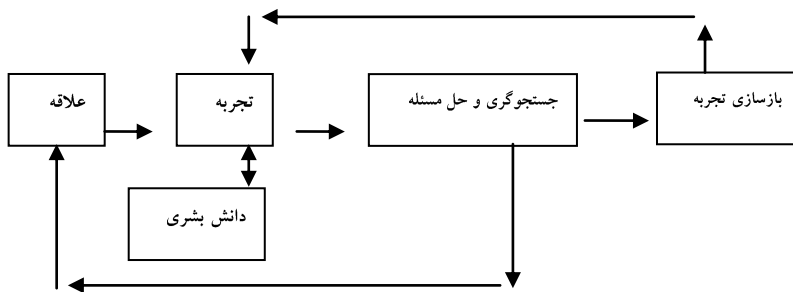 علاقه
تجربه
جستجوگری و حل مسئله
بازسازی تجربه
دانش بشری